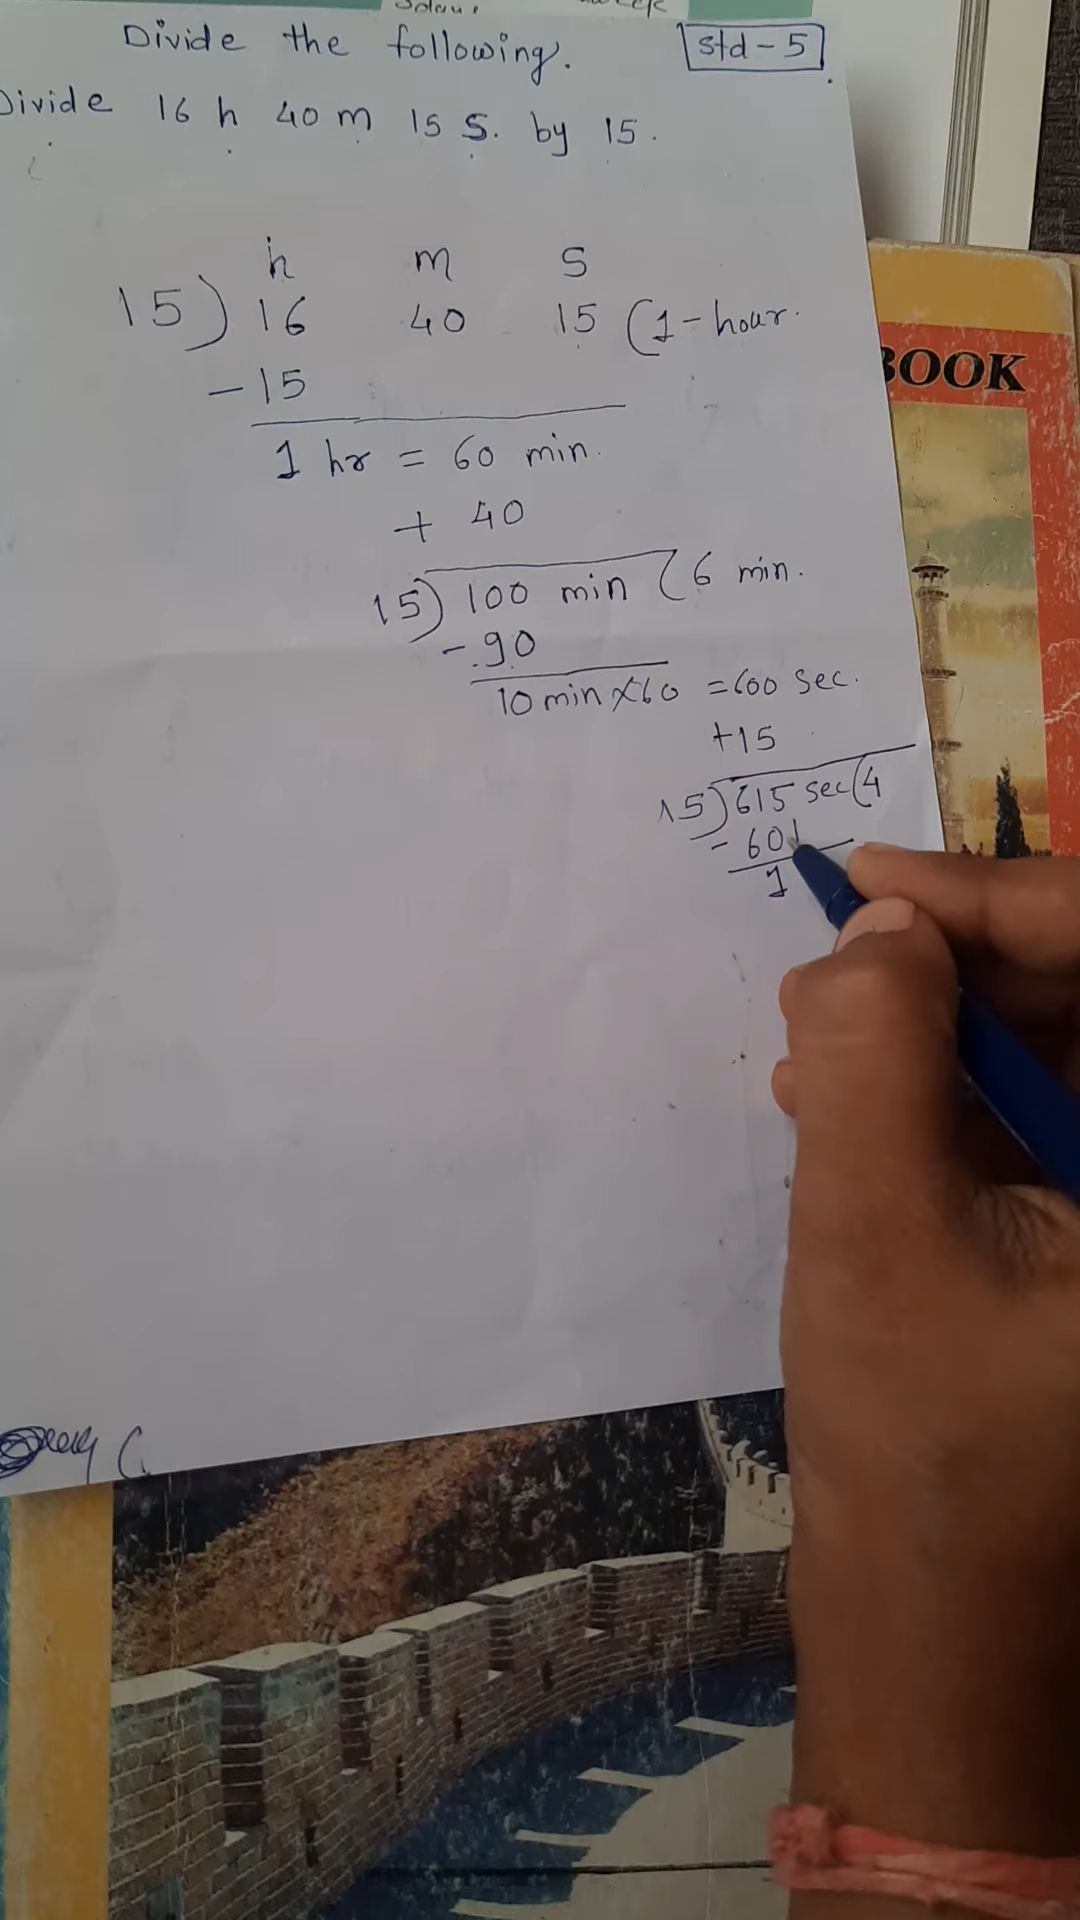 Divide the following.
std-5
Divide 16 h 40 m 15 s. by 15.
h m s
15) 16 40 15 (1-hour.
-15
1 hr = 60 min.
+ 40
15) 100 min (6 min.
- 90
10 min × 60 = 600 sec.
+15
15) 615 sec (4
- 60
1
BOOK